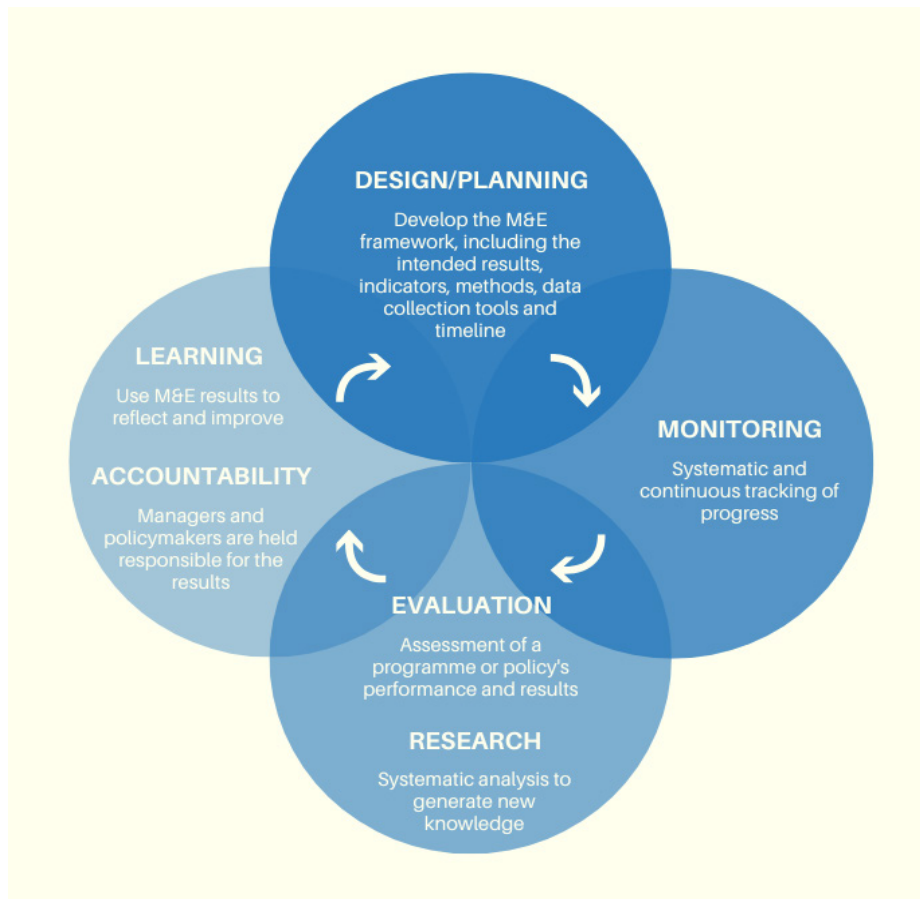 DESIGN/PLANNING
Develop the M&E
framework, including the
intended results,
indicators, methods, data
collection tools and
timeline
MONITORING
Systematic and
continuous tracking of
progress
EVALUATION
Assessment of a
programme or policy's
performance and results
RESEARCH
Systematic analysis to
generate new
knowledge
LEARNING
Use M&E results to
reflect and improve
ACCOUNTABILITY
Managers and
policymakers are held
responsible for the
results